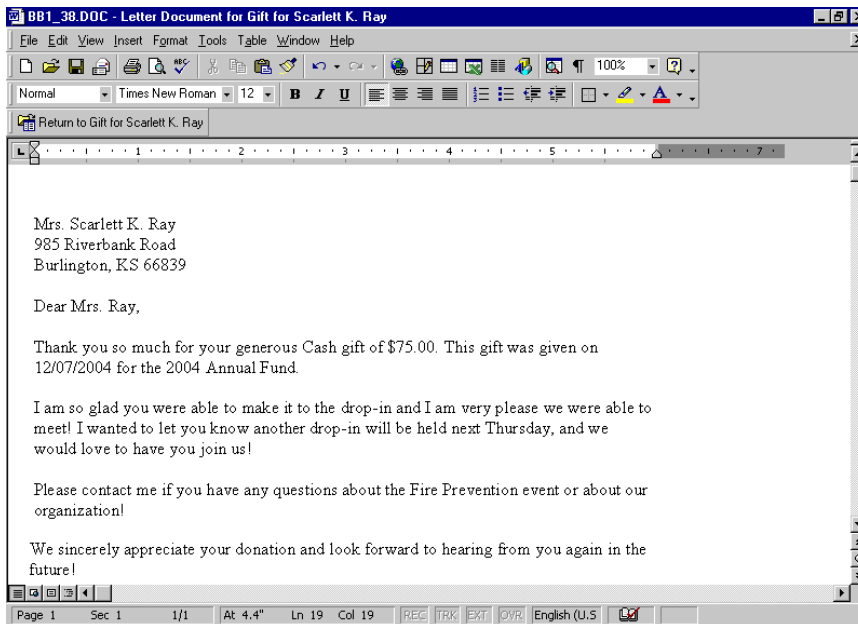 BB1_38.DOC - Letter Document for Gift for Scarlett K. Ray
File Edit View Insert Format Tools Table Window Help
ABC 100%
Normal Times New Roman 12 B I U A
Return to Gift for Scarlett K. Ray
1 2 3 4 5 7
Mrs. Scarlett K. Ray
985 Riverbank Road
Burlington, KS 66839
Dear Mrs. Ray,
Thank you so much for your generous Cash gift of $75.00. This gift was given on
12/07/2004 for the 2004 Annual Fund.
I am so glad you were able to make it to the drop-in and I am very please we were able to
meet! I wanted to let you know another drop-in will be held next Thursday, and we
would love to have you join us!
Please contact me if you have any questions about the Fire Prevention event or about our
organization!
We sincerely appreciate your donation and look forward to hearing from you again in the
future!
Page 1 Sec 1 1/1 At 4.4" Ln 19 Col 19 REC TRK EXT OVR English (U.S